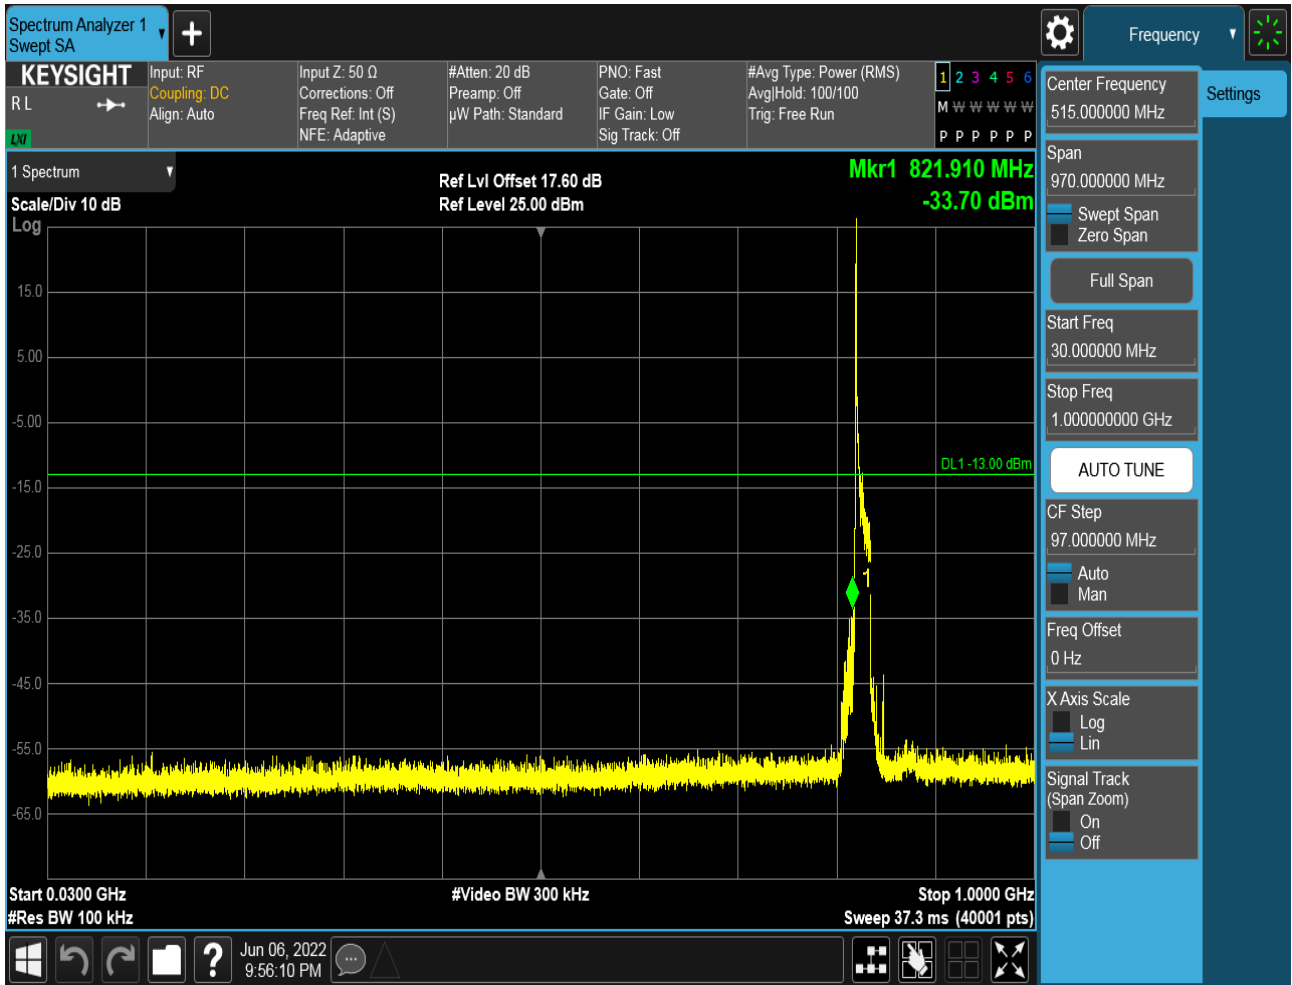 Spectrum Analyzer 1
Swept SA
Frequency
KEYSIGHT
R L
LXI
Input: RF
Coupling: DC
Align: Auto
Input Z: 50 Ω
Corrections: Off
Freq Ref: Int (S)
NFE: Adaptive
#Atten: 20 dB
Preamp: Off
µW Path: Standard
PNO: Fast
Gate: Off
IF Gain: Low
Sig Track: Off
#Avg Type: Power (RMS)
Avg|Hold: 100/100
Trig: Free Run
1 2 3 4 5 6
M W W W W W
P P P P P P
1 Spectrum
Scale/Div 10 dB
Log
Ref Lvl Offset 17.60 dB
Ref Level 25.00 dBm
Mkr1 821.910 MHz
-33.70 dBm
15.0
5.00
-5.00
DL1 -13.00 dBm
-15.0
-25.0
-35.0
-45.0
-55.0
-65.0
Start 0.0300 GHz
#Res BW 100 kHz
#Video BW 300 kHz
Stop 1.0000 GHz
Sweep 37.3 ms (40001 pts)
Center Frequency
515.000000 MHz
Settings
Span
970.000000 MHz
Swept Span
Zero Span
Full Span
Start Freq
30.000000 MHz
Stop Freq
1.000000000 GHz
AUTO TUNE
CF Step
97.000000 MHz
Auto
Man
Freq Offset
0 Hz
X Axis Scale
Log
Lin
Signal Track
(Span Zoom)
On
Off
?
Jun 06, 2022
9:56:10 PM